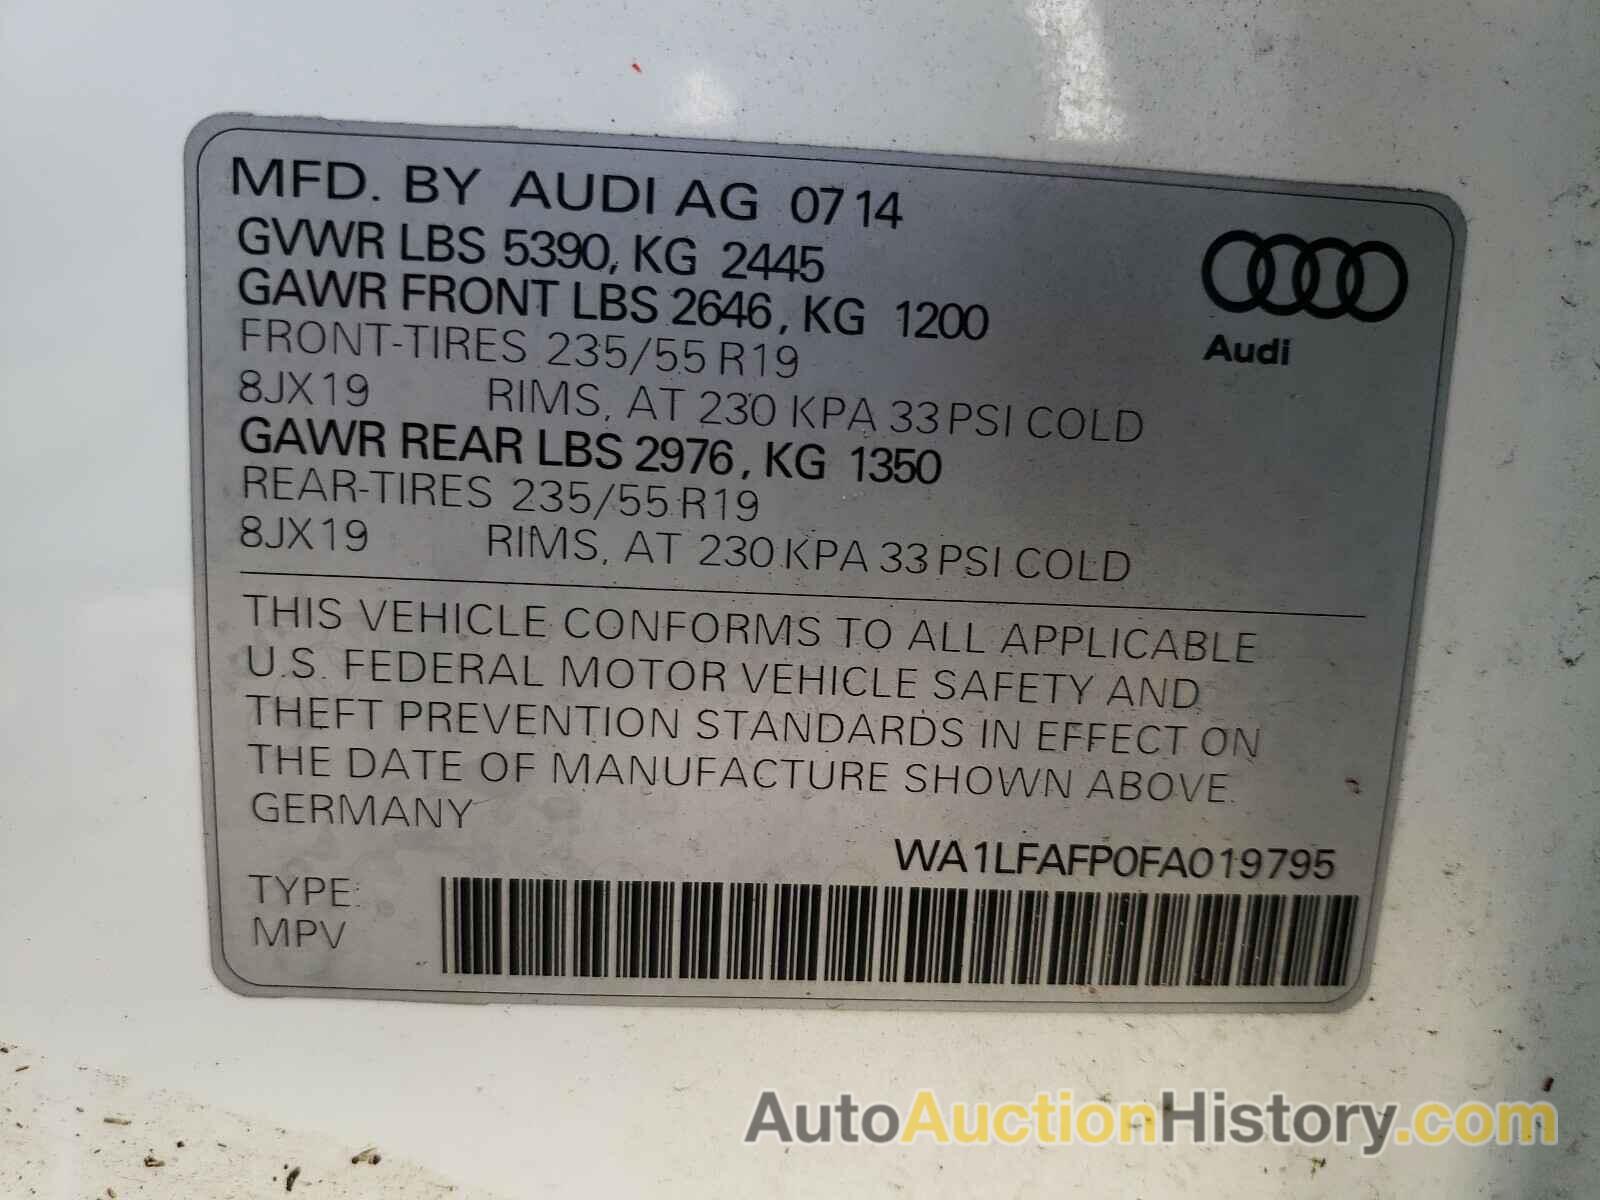 MFD. BY AUDI AG 07 14
GVWR LBS 5390, KG 2445
GAWR FRONT LBS 2646, KG 1200
FRONT-TIRES 235/55 R19
8JX19 RIMS, AT 230 KPA 33 PSI COLD
GAWR REAR LBS 2976, KG 1350
REAR-TIRES 235/55 R19
8JX19 RIMS, AT 230 KPA 33 PSI COLD
Audi
THIS VEHICLE CONFORMS TO ALL APPLICABLE
U.S. FEDERAL MOTOR VEHICLE SAFETY AND
THEFT PREVENTION STANDARDS IN EFFECT ON
THE DATE OF MANUFACTURE SHOWN ABOVE.
GERMANY
WA1LFAFP0FA019795
TYPE:
MPV
AutoAuctionHistory.com